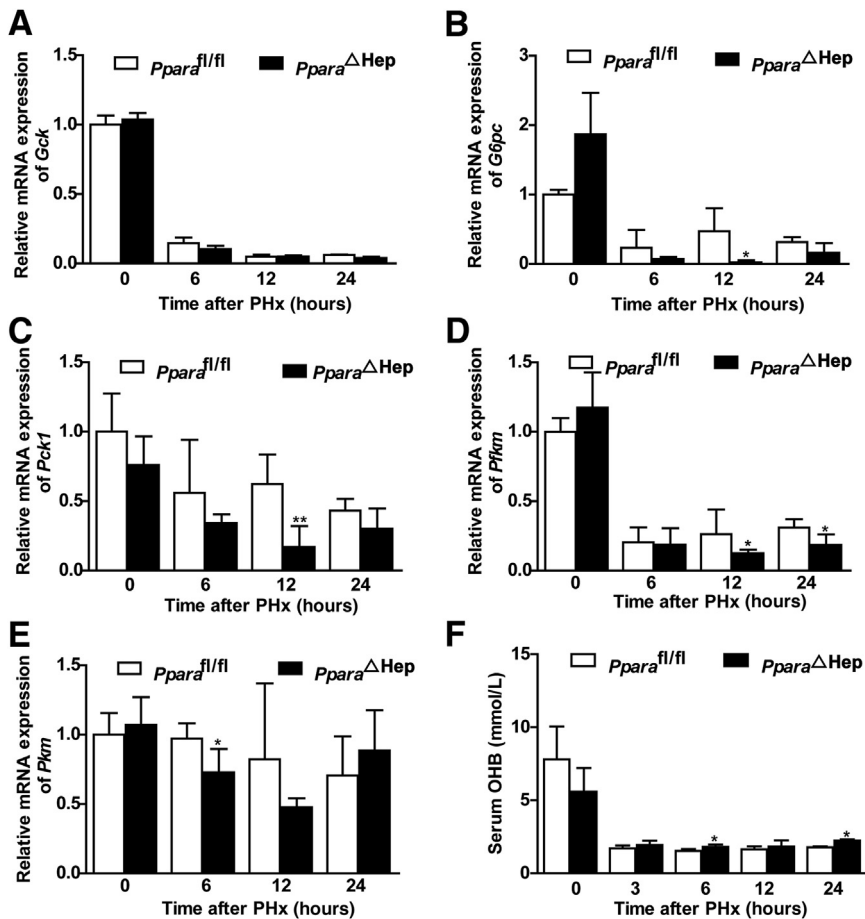 A
Relative mRNA expression
of Gck
Ppara fl/fl
Ppara △Hep
1.5
1.0
0.5
0.0
0 6 12 24
Time after PHx (hours)
B
Relative mRNA expression
of G6pc
Ppara fl/fl
Ppara △Hep
3
2
1
0
*
0 6 12 24
Time after PHx (hours)
C
Relative mRNA expression
of Pck1
Ppara fl/fl
Ppara △Hep
1.5
1.0
0.5
0.0
**
0 6 12 24
Time after PHx (hours)
D
Relative mRNA expression
of Pfkm
Ppara fl/fl
Ppara △Hep
1.5
1.0
0.5
0.0
* *
0 6 12 24
Time after PHx (hours)
E
Relative mRNA expression
of Pkm
Ppara fl/fl
Ppara △Hep
1.5
1.0
0.5
0.0
*
0 6 12 24
Time after PHx (hours)
F
Serum OHB (mmol/L)
Ppara fl/fl
Ppara △Hep
15
10
5
0
* *
0 3 6 12 24
Time after PHx (hours)